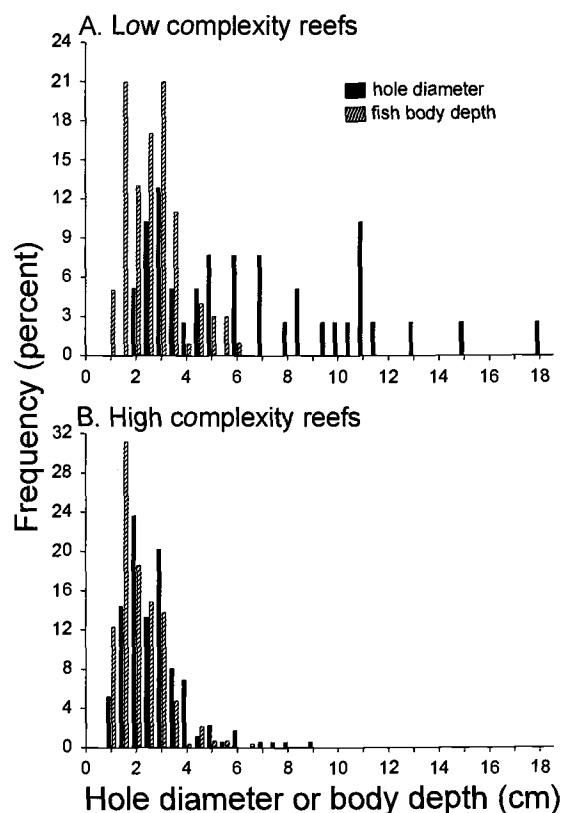 A. Low complexity reefs
24
21
18
15
12
9
6
3
0
hole diameter
fish body depth
0 2 4 6 8 10 12 14 16 18
Frequency (percent)
B. High complexity reefs
32
28
24
20
16
12
8
4
0
0 2 4 6 8 10 12 14 16 18
Hole diameter or body depth (cm)